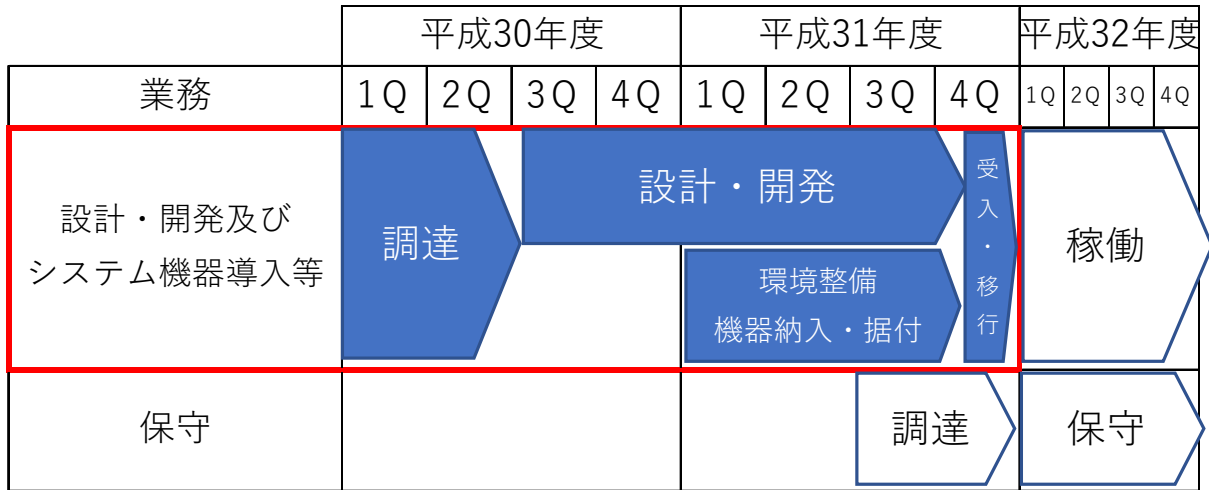 平成30年度
平成31年度
平成32年度
業務
1Q
2Q
3Q
4Q
1Q
2Q
3Q
4Q
1Q
2Q
3Q
4Q
設計・開発及び
システム機器導入等
調達
設計・開発
環境整備
機器納入・据付
受入・移行
稼働
保守
調達
保守